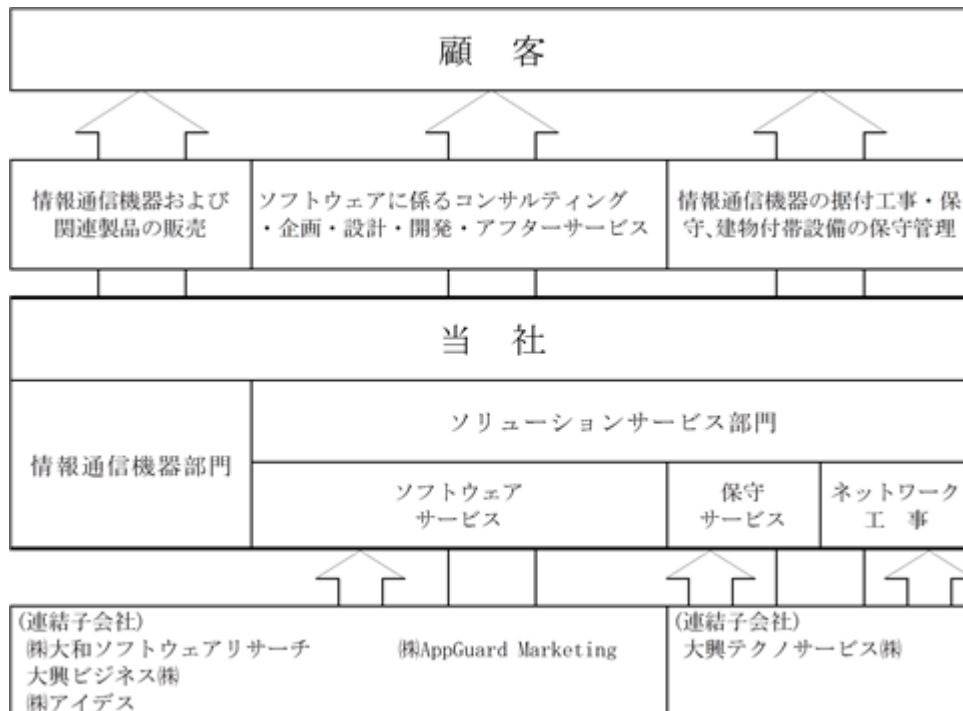 顧 客
情報通信機器および
関連製品の販売
ソフトウェアに係るコンサルティング
・企画・設計・開発・アフターサービス
情報通信機器の据付工事・保
守、建物付帯設備の保守管理
当 社
情報通信機器部門
ソリューションサービス部門
ソフトウェア
サービス
保守
サービス
ネットワーク
工 事
(連結子会社)
㈱大和ソフトウェアリサーチ
大興ビジネス㈱
㈱アイデス
㈱AppGuard Marketing
(連結子会社)
大興テクノサービス㈱